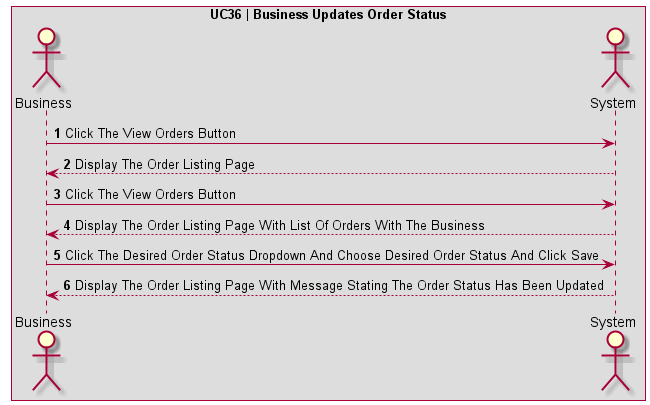 UC36 | Business Updates Order Status
Business System
1 Click The View Orders Button
2 Display The Order Listing Page
3 Click The View Orders Button
4 Display The Order Listing Page With List Of Orders With The Business
5 Click The Desired Order Status Dropdown And Choose Desired Order Status And Click Save
6 Display The Order Listing Page With Message Stating The Order Status Has Been Updated
Business System